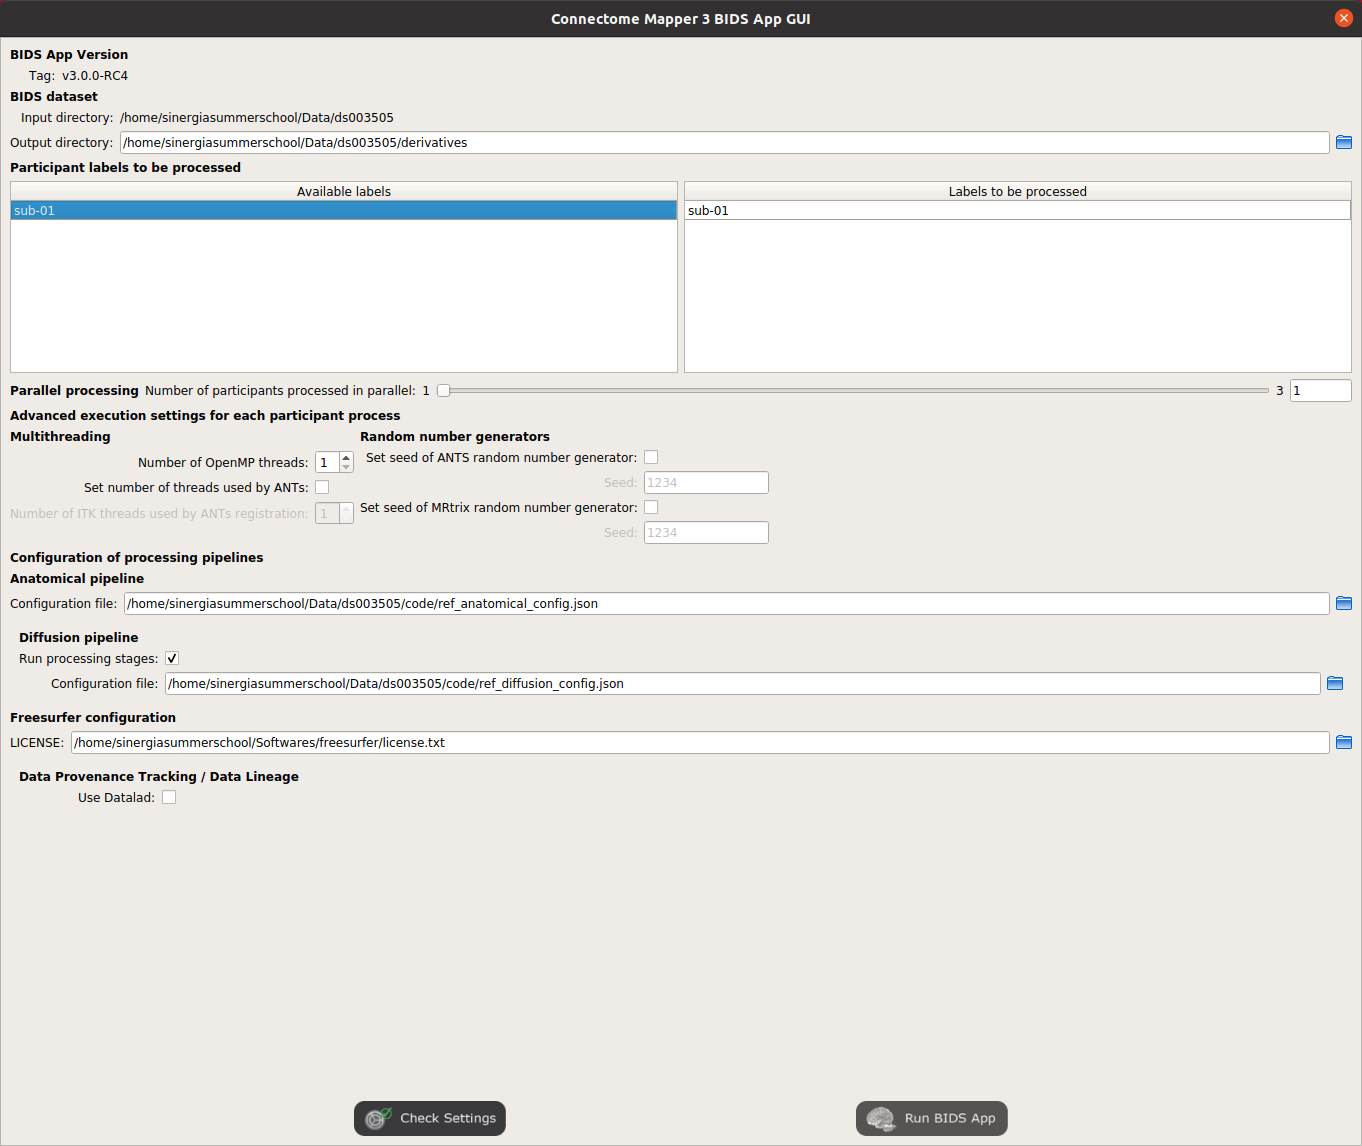 Connectome Mapper 3 BIDS App GUI
BIDS App Version
Tag: v3.0.0-RC4
BIDS dataset
Input directory: /home/sinergiasummerschool/Data/ds003505
Output directory: /home/sinergiasummerschool/Data/ds003505/derivatives
Participant labels to be processed
Available labels
sub-01
Labels to be processed
sub-01
Parallel processing Number of participants processed in parallel: 1 3 1
Advanced execution settings for each participant process
Multithreading
Number of OpenMP threads: 1
Set number of threads used by ANTs:
Number of ITK threads used by ANTs registration: 1
Random number generators
Set seed of ANTS random number generator:
Seed: 1234
Set seed of MRtrix random number generator:
Seed: 1234
Configuration of processing pipelines
Anatomical pipeline
Configuration file: /home/sinergiasummerschool/Data/ds003505/code/ref_anatomical_config.json
Diffusion pipeline
Run processing stages:
Configuration file: /home/sinergiasummerschool/Data/ds003505/code/ref_diffusion_config.json
Freesurfer configuration
LICENSE: /home/sinergiasummerschool/Softwares/freesurfer/license.txt
Data Provenance Tracking / Data Lineage
Use Datalad:
Check Settings
Run BIDS App